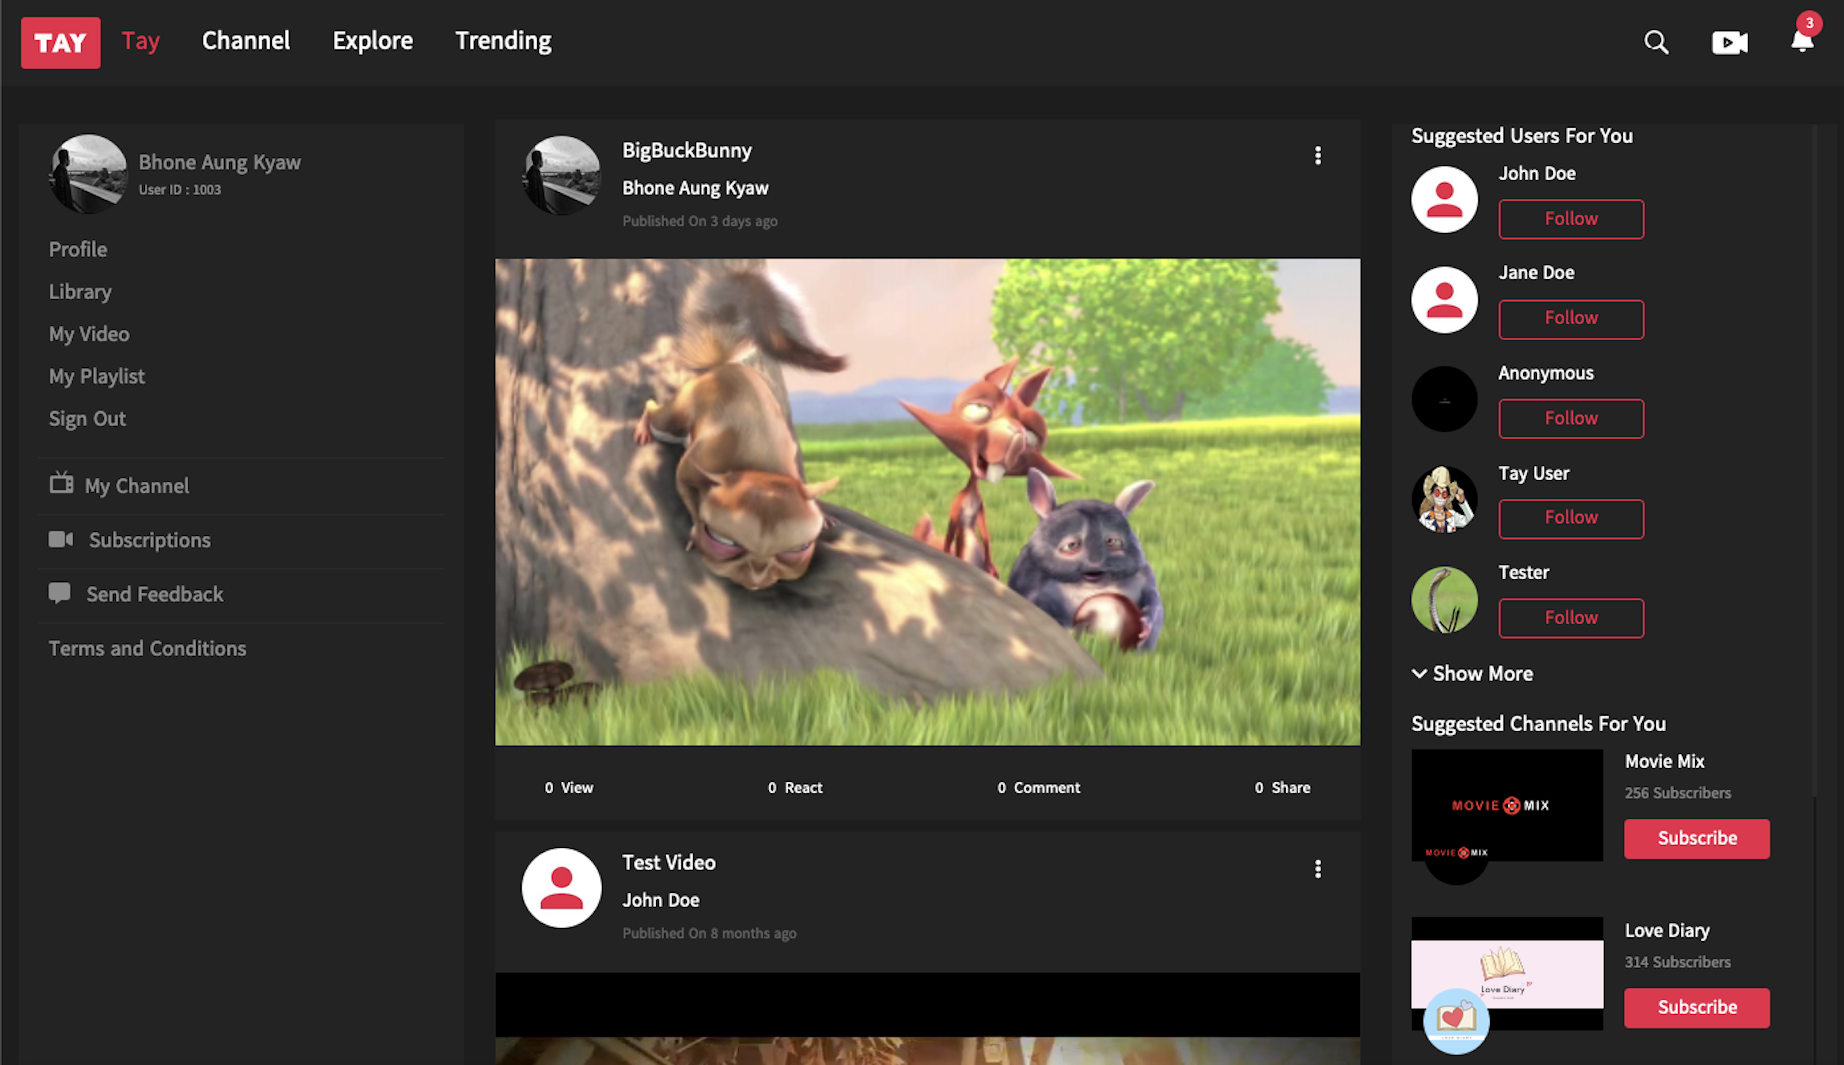 TAY
Tay
Channel
Explore
Trending
3
Bhone Aung Kyaw
User ID : 1003
Profile
Library
My Video
My Playlist
Sign Out
My Channel
Subscriptions
Send Feedback
Terms and Conditions
BigBuckBunny
Bhone Aung Kyaw
Published On 3 days ago
0 View
0 React
0 Comment
0 Share
Test Video
John Doe
Published On 8 months ago
Suggested Users For You
John Doe
Follow
Jane Doe
Follow
Anonymous
Follow
Tay User
Follow
Tester
Follow
Show More
Suggested Channels For You
MOVIE MIX
MOVIE MIX
Movie Mix
256 Subscribers
Subscribe
Love Diary
Love Diary
314 Subscribers
Subscribe